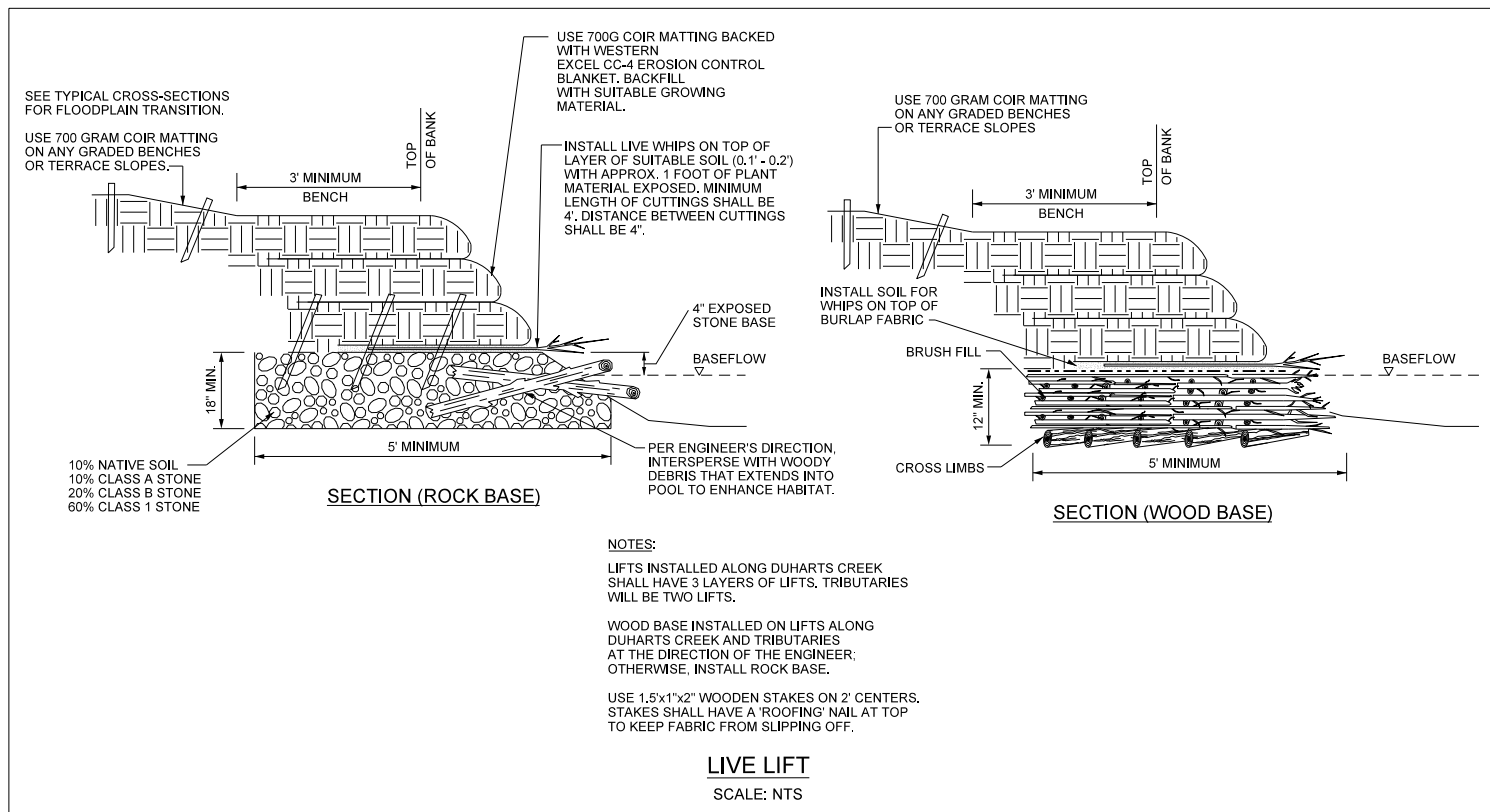 SEE TYPICAL CROSS-SECTIONS
FOR FLOODPLAIN TRANSITION.
USE 700 GRAM COIR MATTING
ON ANY GRADED BENCHES
OR TERRACE SLOPES.
3' MINIMUM
BENCH
TOP
OF BANK
USE 700G COIR MATTING BACKED
WITH WESTERN
EXCEL CC-4 EROSION CONTROL
BLANKET. BACKFILL
WITH SUITABLE GROWING
MATERIAL.
INSTALL LIVE WHIPS ON TOP OF
LAYER OF SUITABLE SOIL (0.1' - 0.2')
WITH APPROX. 1 FOOT OF PLANT
MATERIAL EXPOSED. MINIMUM
LENGTH OF CUTTINGS SHALL BE
4'. DISTANCE BETWEEN CUTTINGS
SHALL BE 4".
4" EXPOSED
STONE BASE
BASEFLOW
18" MIN.
5' MINIMUM
10% NATIVE SOIL
10% CLASS A STONE
20% CLASS B STONE
60% CLASS 1 STONE
PER ENGINEER'S DIRECTION,
INTERSPERSE WITH WOODY
DEBRIS THAT EXTENDS INTO
POOL TO ENHANCE HABITAT.
SECTION (ROCK BASE)
USE 700 GRAM COIR MATTING
ON ANY GRADED BENCHES
OR TERRACE SLOPES
3' MINIMUM
BENCH
TOP
OF BANK
INSTALL SOIL FOR
WHIPS ON TOP OF
BURLAP FABRIC
BRUSH FILL
BASEFLOW
12" MIN.
CROSS LIMBS
5' MINIMUM
SECTION (WOOD BASE)
NOTES:
LIFTS INSTALLED ALONG DUHARTS CREEK
SHALL HAVE 3 LAYERS OF LIFTS. TRIBUTARIES
WILL BE TWO LIFTS.
WOOD BASE INSTALLED ON LIFTS ALONG
DUHARTS CREEK AND TRIBUTARIES
AT THE DIRECTION OF THE ENGINEER;
OTHERWISE, INSTALL ROCK BASE.
USE 1.5'x1"x2" WOODEN STAKES ON 2' CENTERS.
STAKES SHALL HAVE A 'ROOFING' NAIL AT TOP
TO KEEP FABRIC FROM SLIPPING OFF.
LIVE LIFT
SCALE: NTS